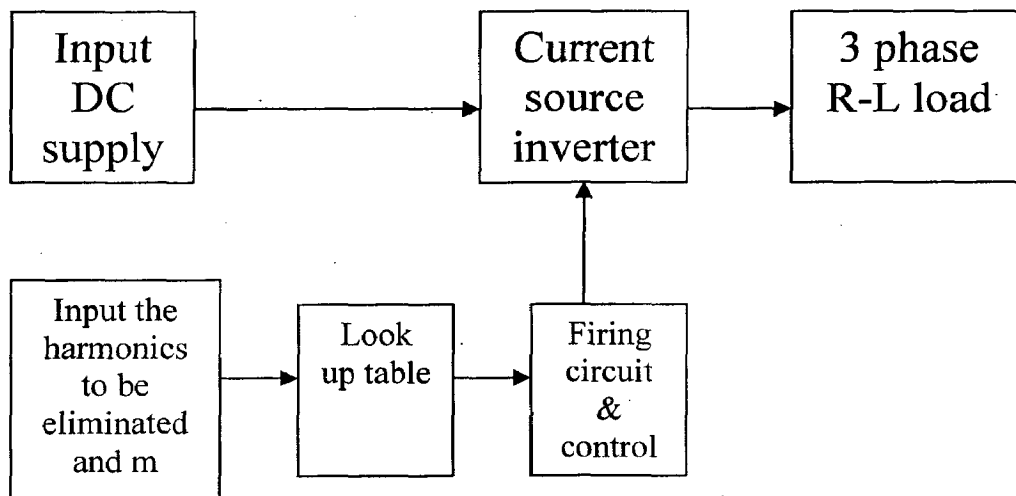 Input
DC
supply
Current
source
inverter
3 phase
R-L load
Input the
harmonics
to be
eliminated
and m
Look
up table
Firing
circuit
&
control